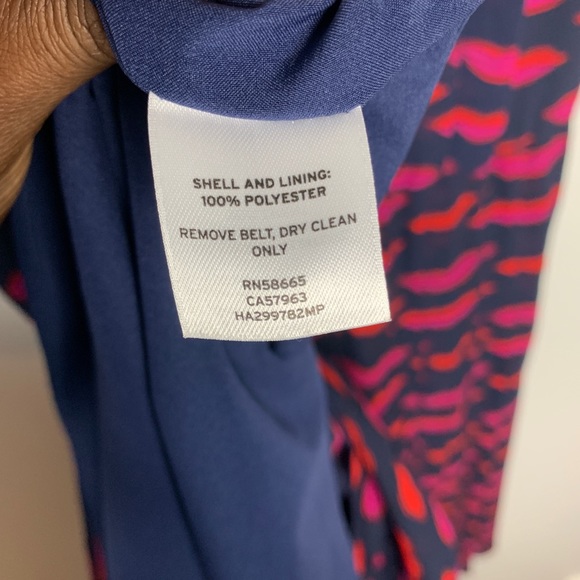 SHELL AND LINING:
100% POLYESTER
REMOVE BELT, DRY CLEAN
ONLY
RN58665
CA57963
HA299782MP